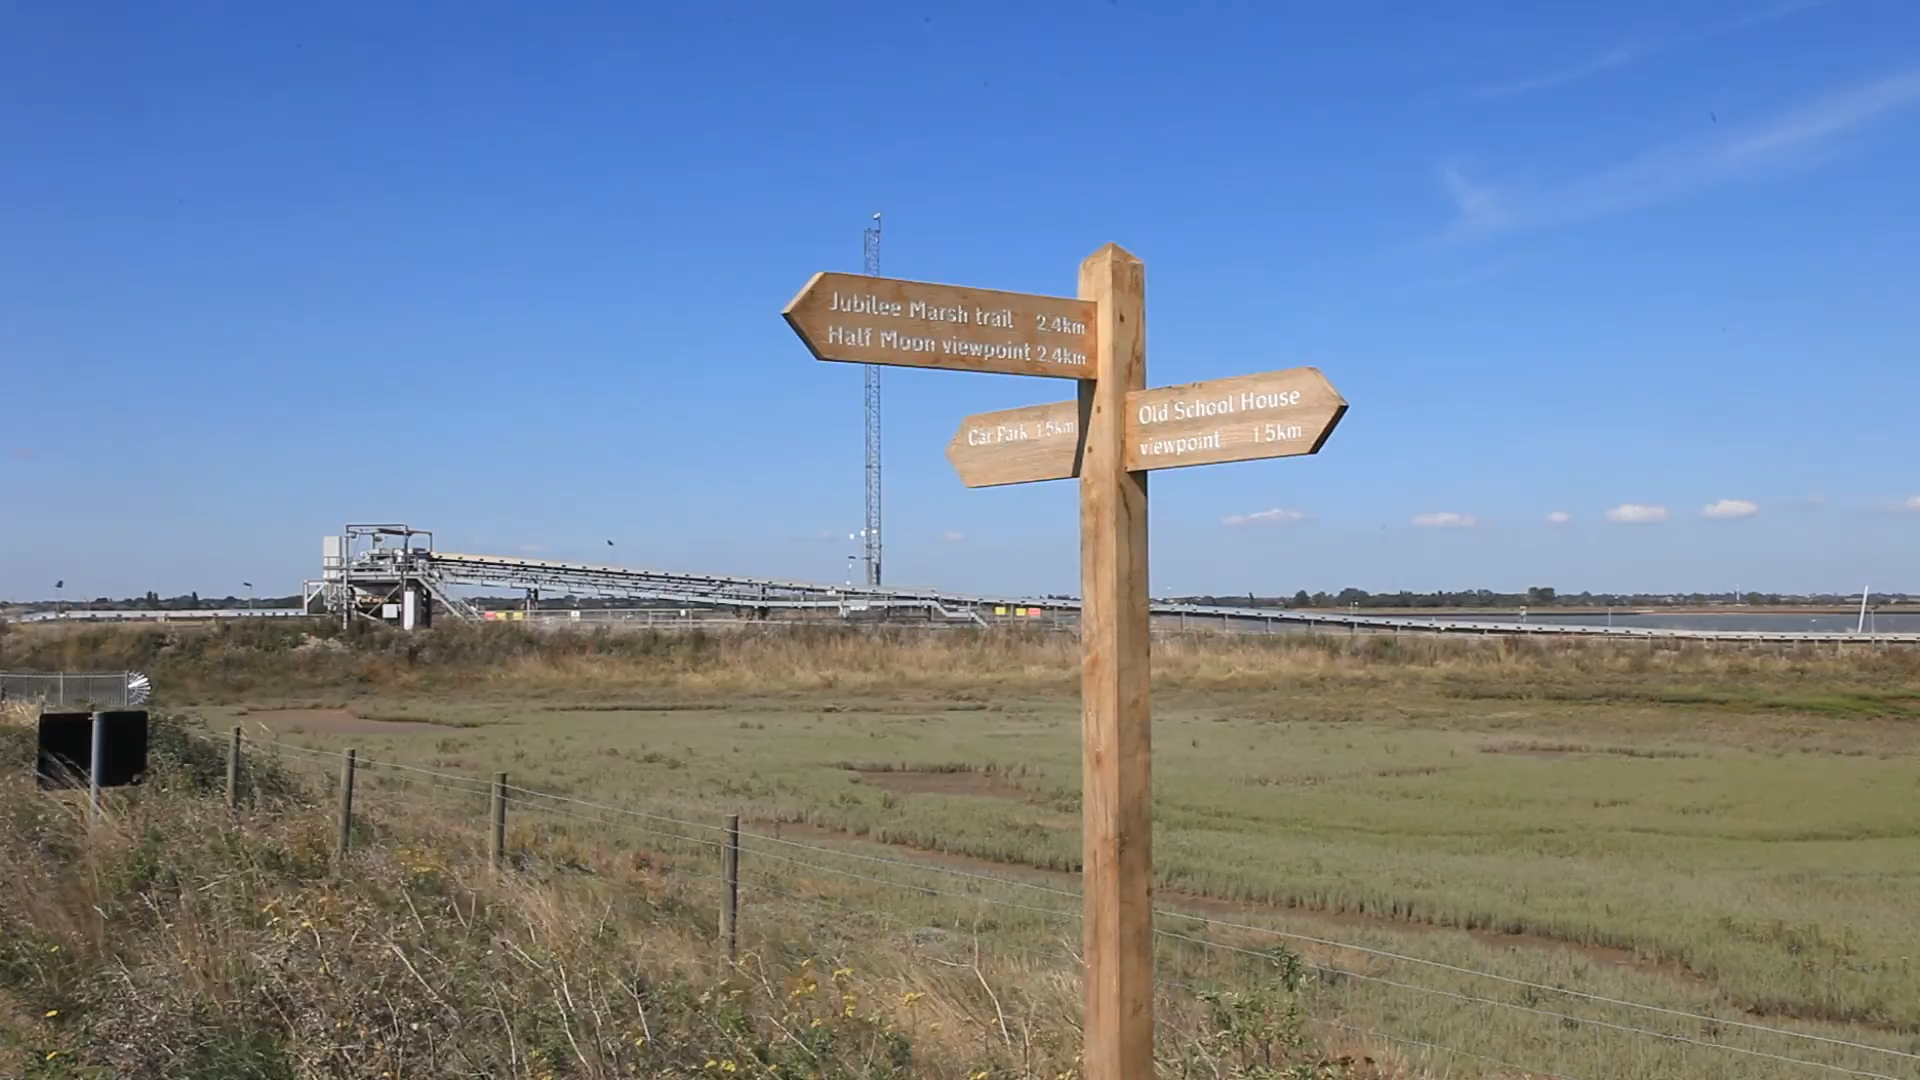 Jubilee Marsh trail 2.4km
Half Moon viewpoint 2.4km
Car Park 1.5km
Old School House
viewpoint 1.5km